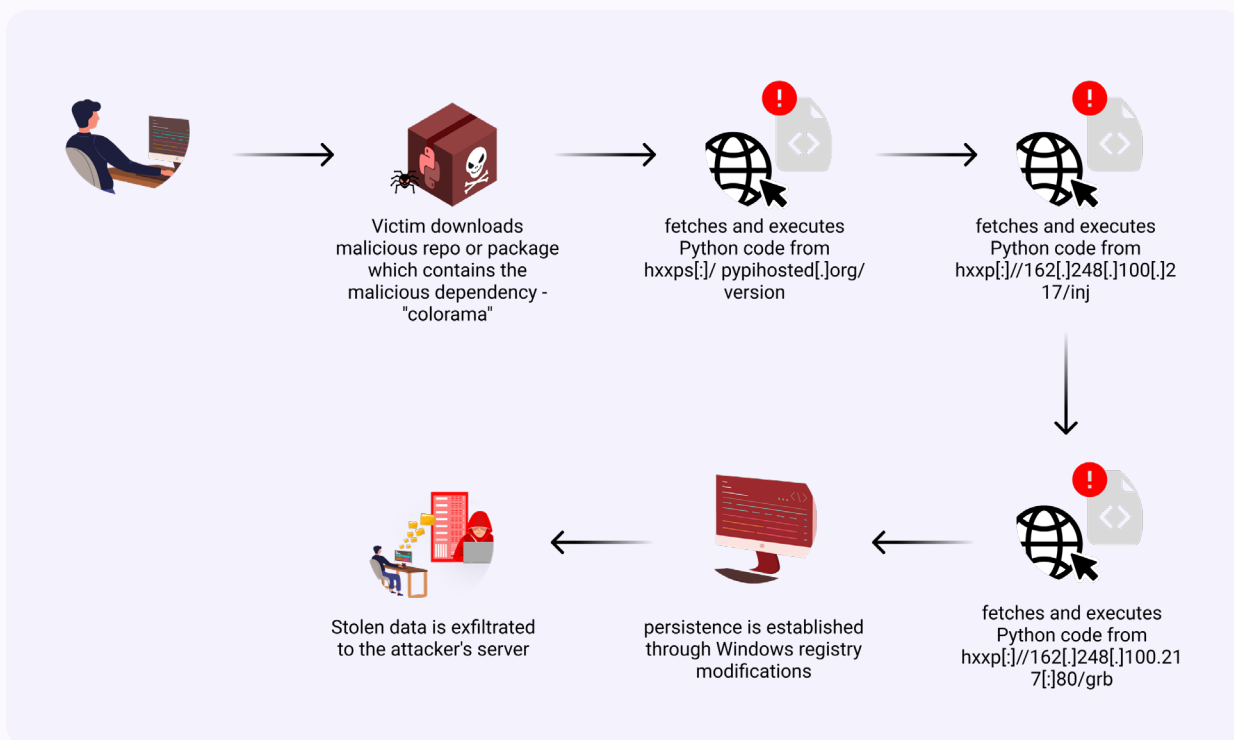 Victim downloads
malicious repo or package
which contains the
malicious dependency -
"colorama"
fetches and executes
Python code from
hxxps[:]/ pypihosted[.]org/
version
fetches and executes
Python code from
hxxp[:]//162[.]248[.]100[.]2
17/inj
fetches and executes
Python code from
hxxp[:]//162[.]248[.]100.21
7[:]80/grb
persistence is established
through Windows registry
modifications
Stolen data is exfiltrated
to the attacker's server